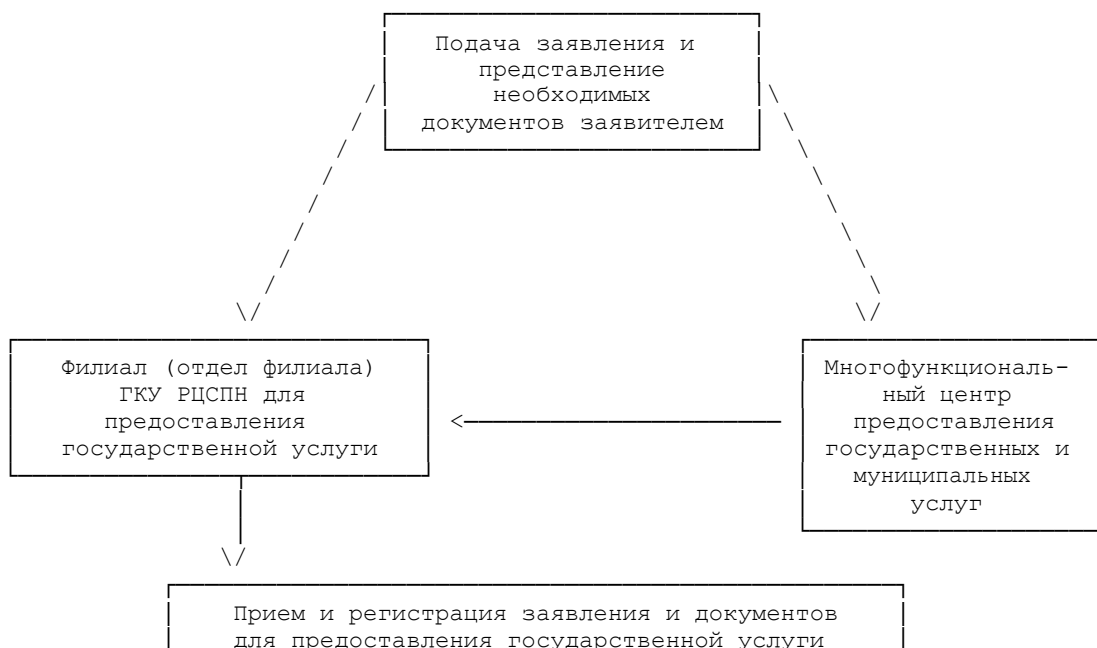 Подача заявления и
представление
необходимых
документов заявителем
Филиал (отдел филиала)
ГКУ РЦСПН для
предоставления
государственной услуги
Многофункциональ-
ный центр
предоставления
государственных и
муниципальных
услуг
Прием и регистрация заявления и документов
для предоставления государственной услуги